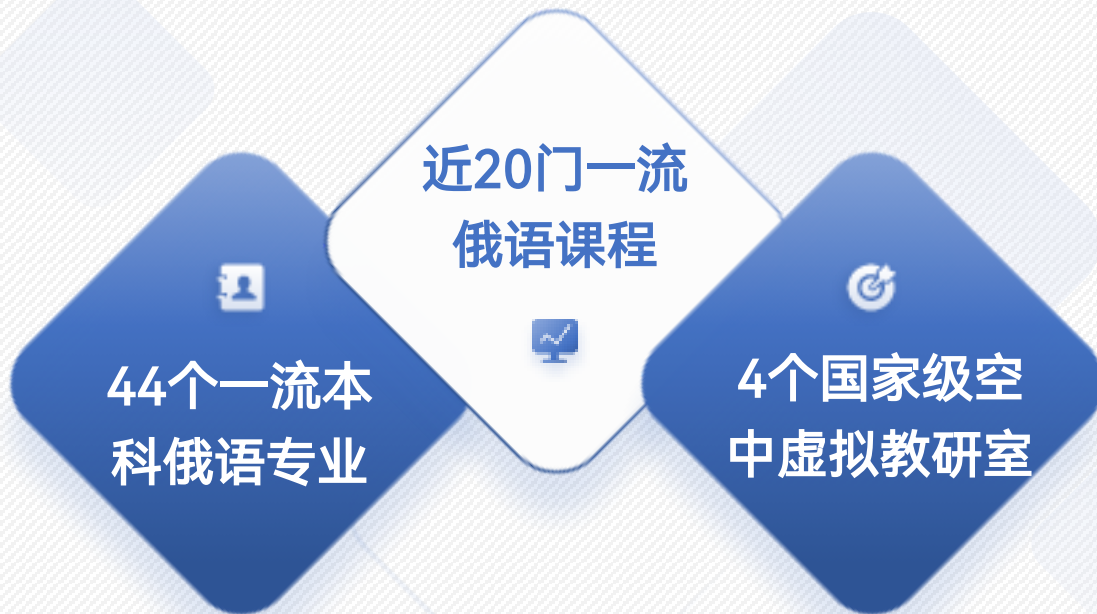 44个一流本
科俄语专业
近20门一流
俄语课程
4个国家级空
中虚拟教研室